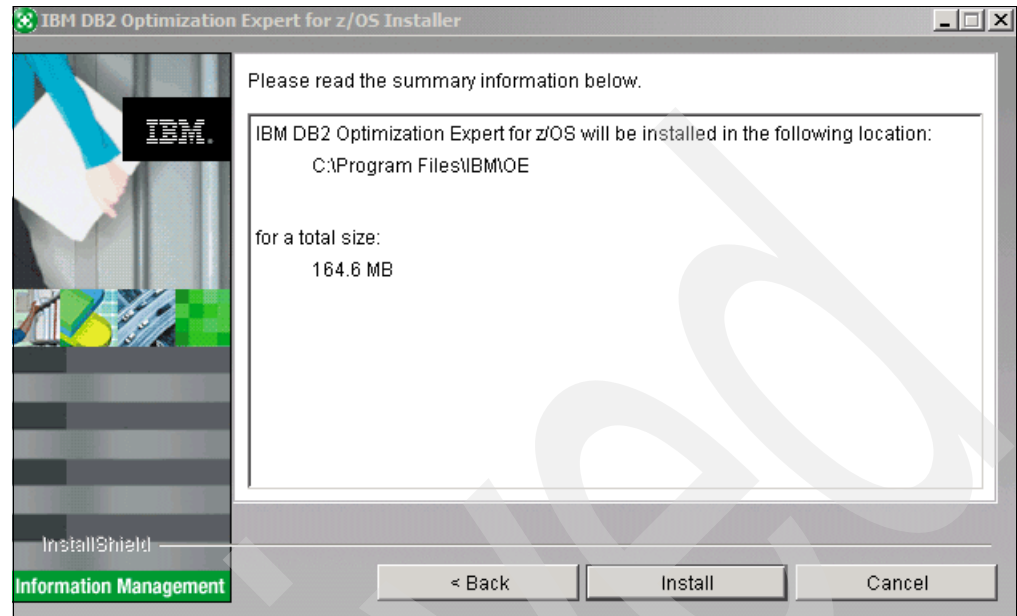 IBM DB2 Optimization Expert for z/OS Installer
Please read the summary information below.
IBM.
IBM DB2 Optimization Expert for z/OS will be installed in the following location:
C:\Program Files\IBM\OE
for a total size:
164.6 MB
InstallShield
Information Management
< Back
Install
Cancel